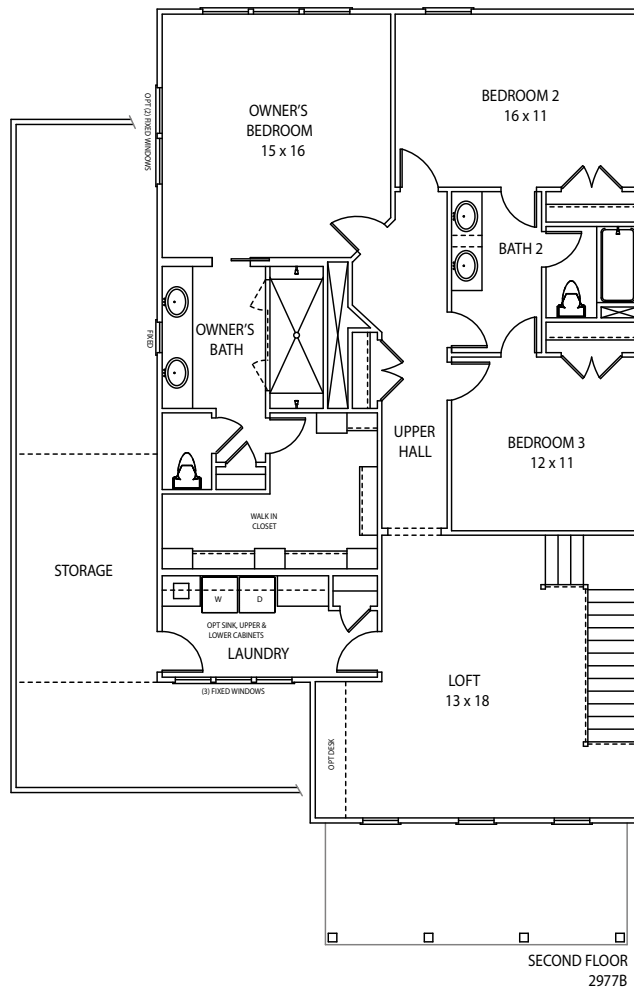 OWNER'S
BEDROOM
15 x 16
BEDROOM 2
16 x 11
OPT (2) FIXED WINDOWS
BATH 2
OWNER'S
BATH
FIXED
UPPER
HALL
BEDROOM 3
12 x 11
WALK IN
CLOSET
STORAGE
W
D
OPT SINK, UPPER &
LOWER CABINETS
LAUNDRY
(3) FIXED WINDOWS
LOFT
13 x 18
OPT DESK
SECOND FLOOR
2977B